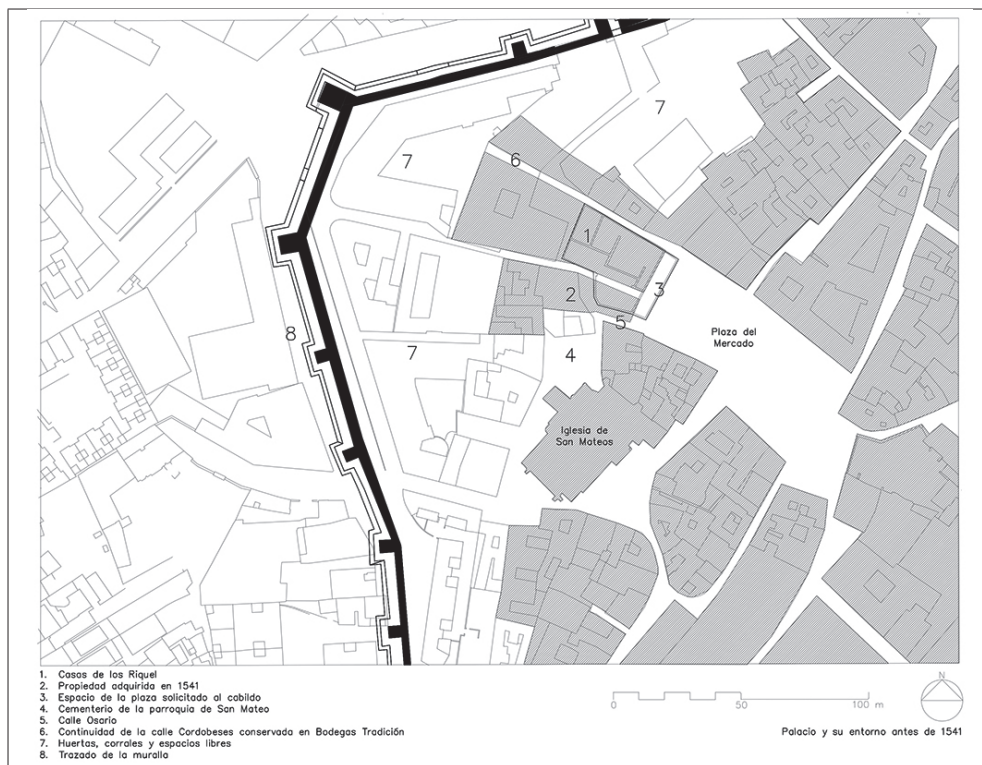 7
7
6
1
3
2
5
Plaza del
Mercado
8
7
4
Iglesia de
San Mateos
1. Casas de los Riquel
2. Propiedad adquirida en 1541
3. Espacio de la plaza solicitado al cabildo
4. Cementerio de la parroquia de San Mateo
5. Calle Osario
6. Continuidad de la calle Cordobeses conservada en Bodegas Tradición
7. Huertas, corrales y espacios libres
8. Trazado de la muralla
0 50 100 m
N
Palacio y su entorno antes de 1541